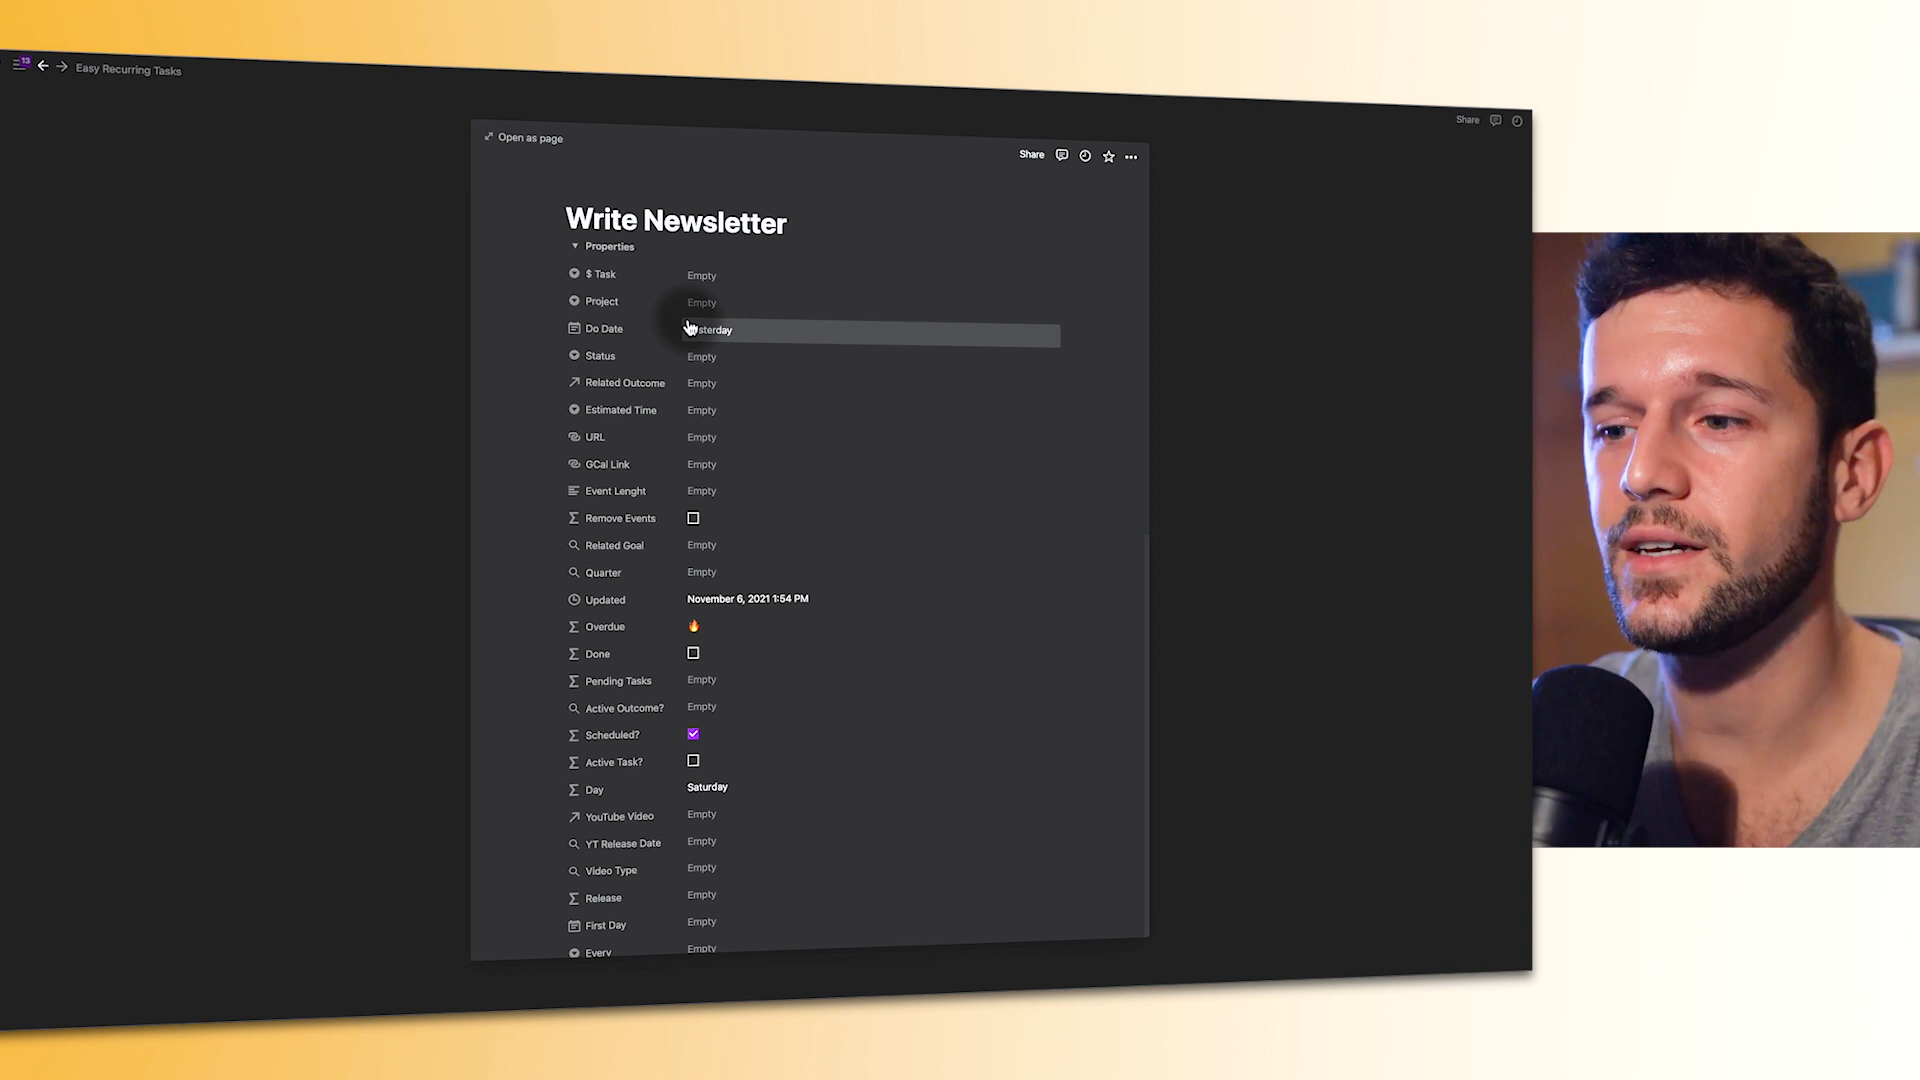 13
Easy Recurring Tasks
Share
Open as page
Share
Write Newsletter
Properties
$ Task Empty
Project Empty
Do Date sterday
Status Empty
Related Outcome Empty
Estimated Time Empty
URL Empty
GCal Link Empty
Event Lenght Empty
Remove Events
Related Goal Empty
Quarter Empty
Updated November 6, 2021 1:54 PM
Overdue 🔥
Done
Pending Tasks Empty
Active Outcome? Empty
Scheduled?
Active Task?
Day Saturday
YouTube Video Empty
YT Release Date Empty
Video Type Empty
Release Empty
First Day Empty
Every Empty